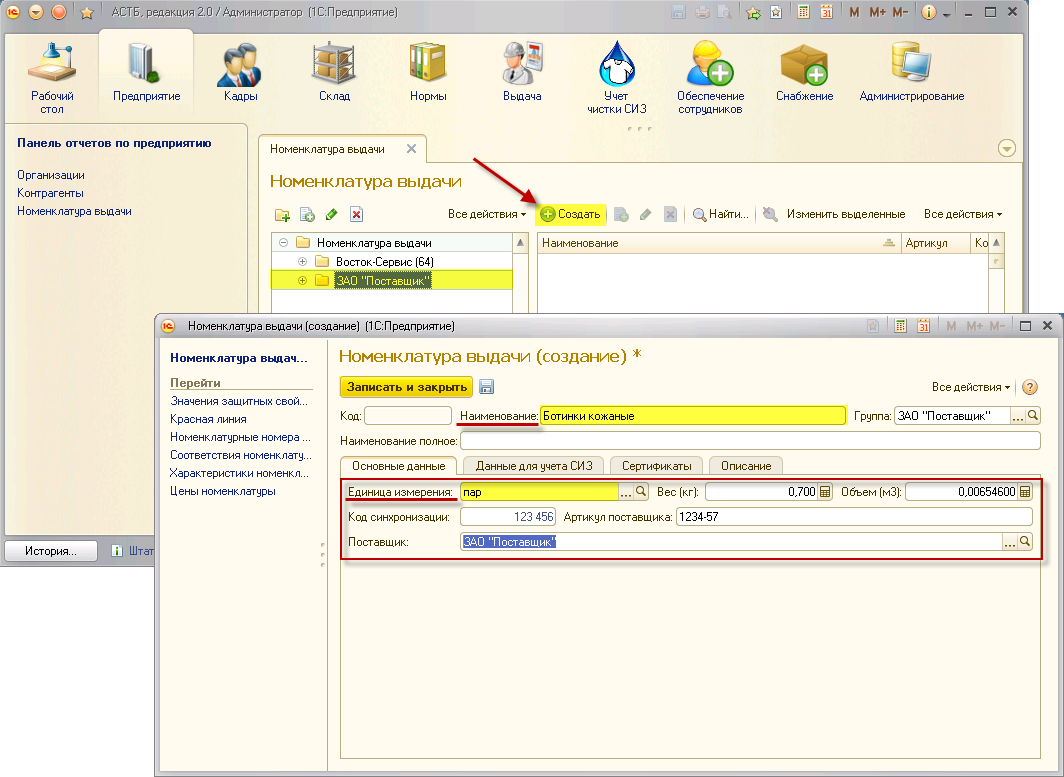 АСТБ, редакция 2.0 / Администратор (1С:Предприятие)
M M+ M-
Рабочий стол
Предприятие
Кадры
Склад
Нормы
Выдача
Учет чистки СИЗ
Обеспечение сотрудников
Снабжение
Администрирование
Панель отчетов по предприятию
Организации
Контрагенты
Номенклатура выдачи
Номенклатура выдачи
Номенклатура выдачи
Все действия
Создать
Найти...
Изменить выделенные
Все действия
Номенклатура выдачи
Восток-Сервис (64)
ЗАО "Поставщик"
Наименование
Артикул
Ко
История...
Штат
Номенклатура выдачи (создание) (1С:Предприятие)
M M+ M-
Номенклатура выдач...
Перейти
Значения защитных свой...
Красная линия
Номенклатурные номера ...
Соответствия номенклату...
Характеристики номенкл...
Цены номенклатуры
Номенклатура выдачи (создание) *
Записать и закрыть
Все действия
Код:
Наименование: Ботинки кожаные
Группа: ЗАО "Поставщик"
Наименование полное:
Основные данные
Данные для учета СИЗ
Сертификаты
Описание
Единица измерения: пар
Вес (кг): 0,700
Объем (м3): 0,00654600
Код синхронизации: 123 456
Артикул поставщика: 1234-57
Поставщик: ЗАО "Поставщик"